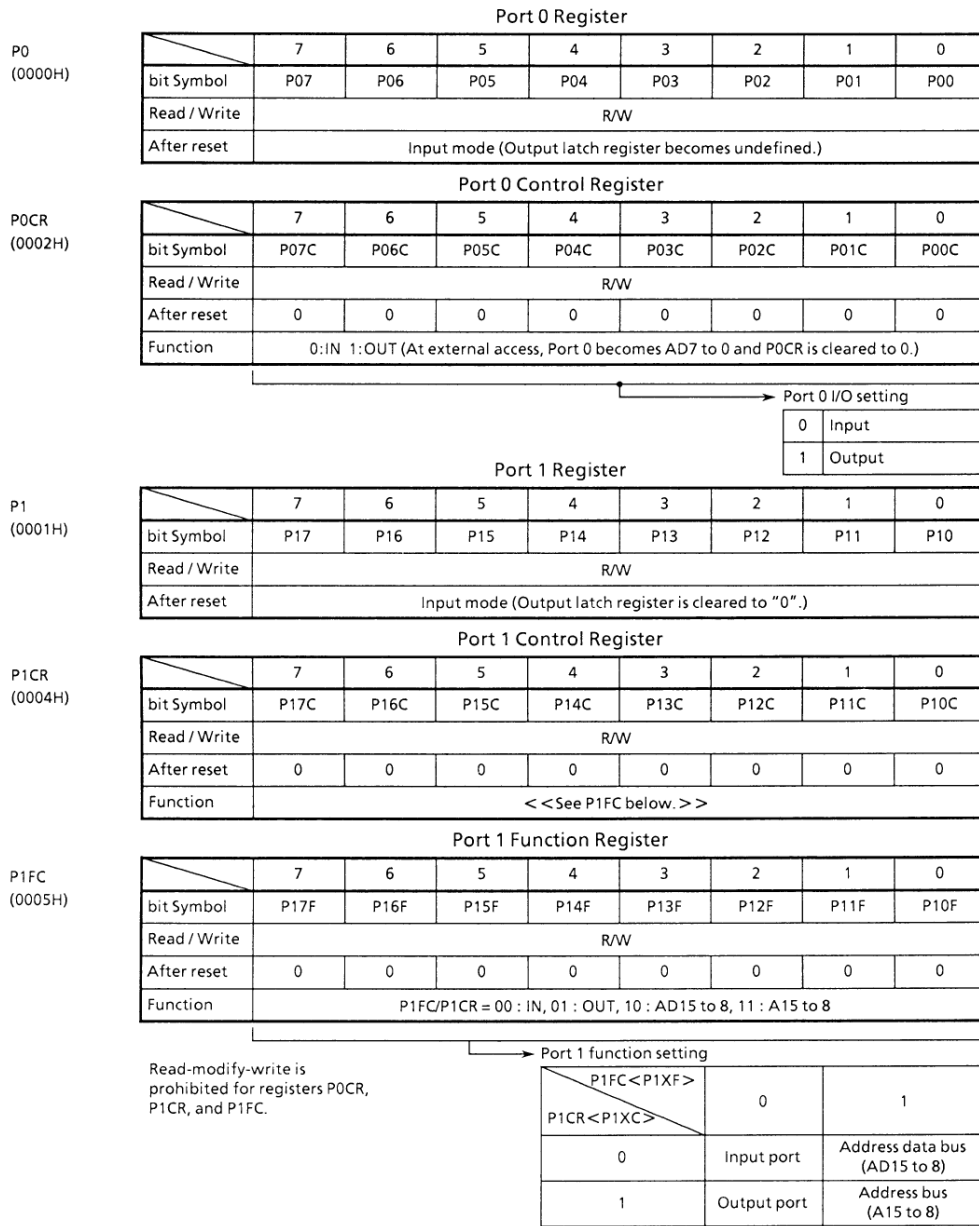 Port 0 Register
P0
(0000H)
7 6 5 4 3 2 1 0
bit Symbol P07 P06 P05 P04 P03 P02 P01 P00
Read / Write R/W
After reset Input mode (Output latch register becomes undefined.)
Port 0 Control Register
P0CR
(0002H)
7 6 5 4 3 2 1 0
bit Symbol P07C P06C P05C P04C P03C P02C P01C P00C
Read / Write R/W
After reset 0 0 0 0 0 0 0 0
Function 0:IN 1:OUT (At external access, Port 0 becomes AD7 to 0 and P0CR is cleared to 0.)
Port 0 I/O setting
0 Input
1 Output
Port 1 Register
P1
(0001H)
7 6 5 4 3 2 1 0
bit Symbol P17 P16 P15 P14 P13 P12 P11 P10
Read / Write R/W
After reset Input mode (Output latch register is cleared to "0".)
Port 1 Control Register
P1CR
(0004H)
7 6 5 4 3 2 1 0
bit Symbol P17C P16C P15C P14C P13C P12C P11C P10C
Read / Write R/W
After reset 0 0 0 0 0 0 0 0
Function <<See P1FC below.>>
Port 1 Function Register
P1FC
(0005H)
7 6 5 4 3 2 1 0
bit Symbol P17F P16F P15F P14F P13F P12F P11F P10F
Read / Write R/W
After reset 0 0 0 0 0 0 0 0
Function P1FC/P1CR = 00 : IN, 01 : OUT, 10 : AD15 to 8, 11 : A15 to 8
Port 1 function setting
Read-modify-write is
prohibited for registers P0CR,
P1CR, and P1FC.
P1FC<P1XF>
P1CR<P1XC>
0 1
0 Input port Address data bus
(AD15 to 8)
1 Output port Address bus
(A15 to 8)